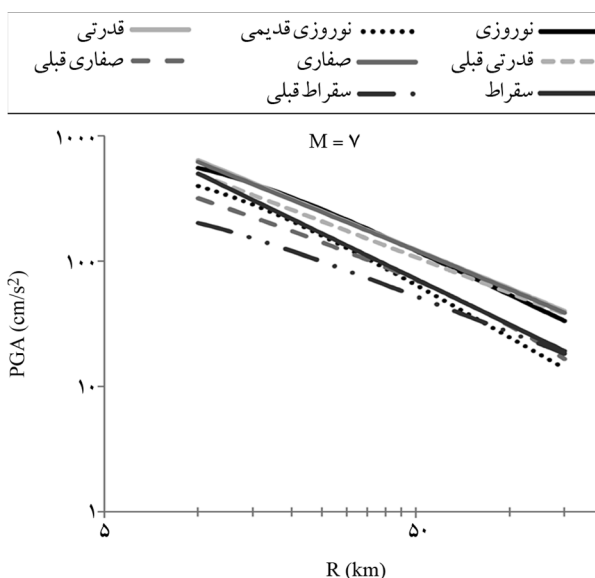 نوروزی نوروزی قدیمی قدرتی
قدرتی قبلی صفاری صفاری قبلی
سقراط سقراط قبلی
M = ۷
۱۰۰۰
۱۰۰
۱۰
۱
PGA (cm/s²)
۵ ۵۰
R (km)